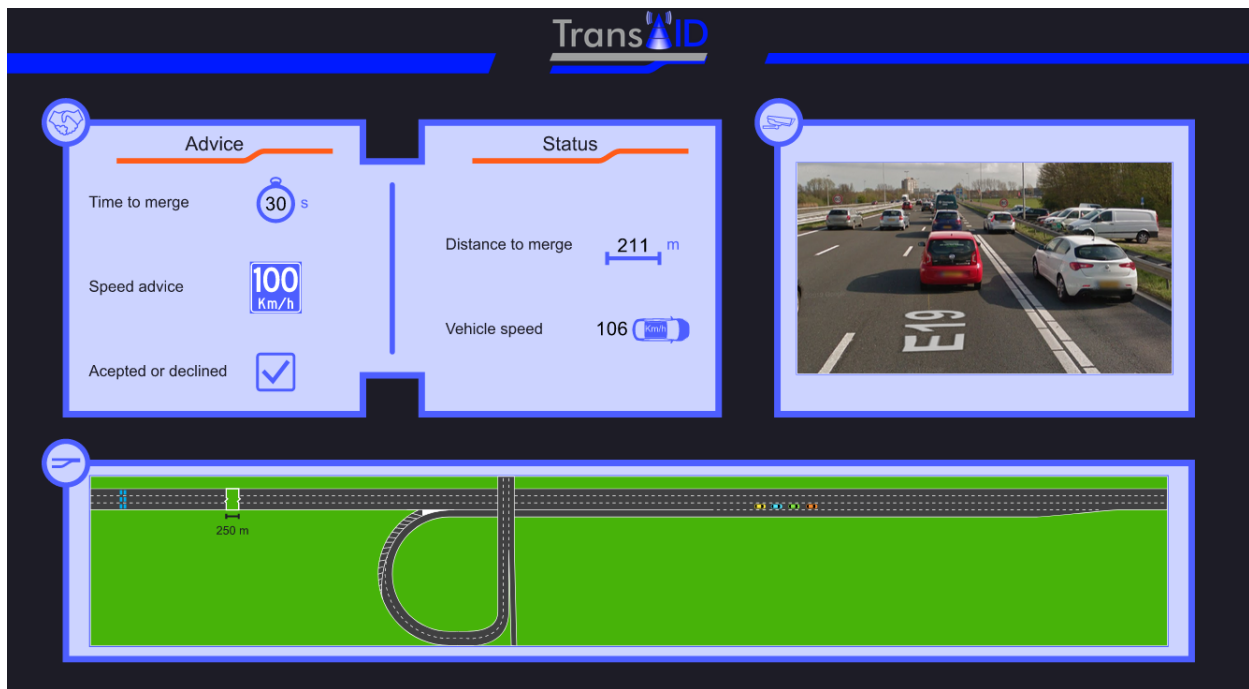 TransAID
Advice
Time to merge 30 s
Speed advice 100 Km/h
Acepted or declined
Status
Distance to merge 211 m
Vehicle speed 106 Km/h
E19
250 m